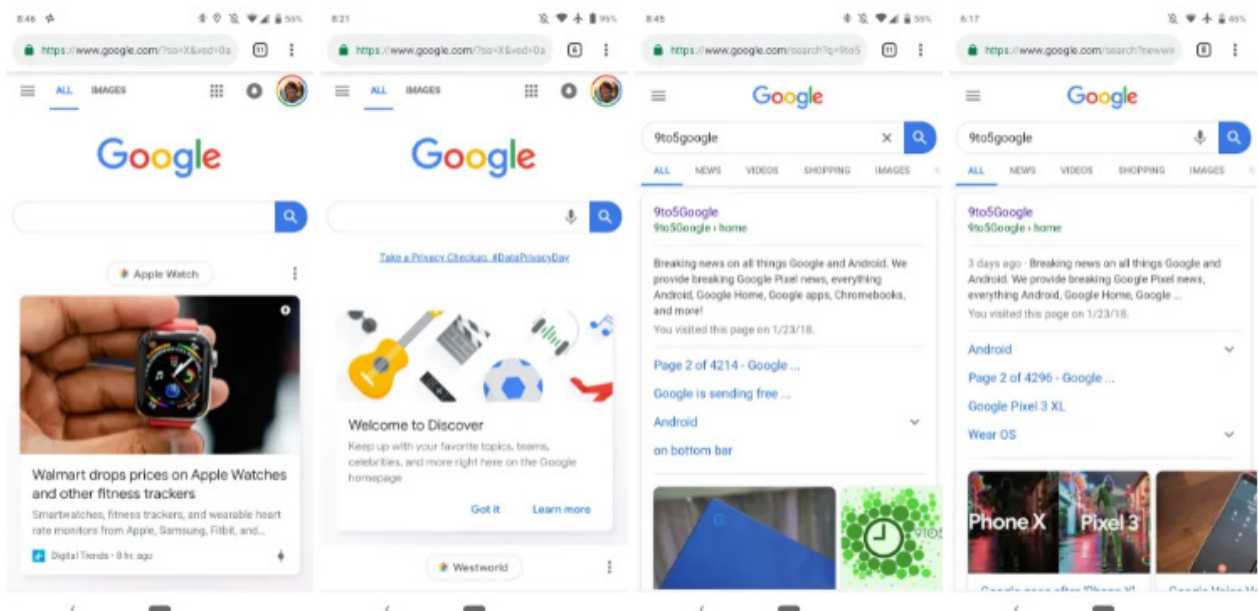 8:46
55%
https://www.google.com/?so=X&ved=0a
11
ALL IMAGES
Google
Apple Watch
Walmart drops prices on Apple Watches
and other fitness trackers
Smartwatches, fitness trackers, and wearable heart
rate monitors from Apple, Samsung, Fitbit, and...
Digital Trends • 8 hr. ago
8:21
95%
https://www.google.com/?so=X&ved=0a
6
ALL IMAGES
Google
Take a Privacy Checkup. #DataPrivacyDay
Welcome to Discover
Keep up with your favorite topics, teams,
celebrities, and more right here on the Google
homepage
Got it Learn more
Westworld
8:45
55%
https://www.google.com/search?q=9to5
11
Google
9to5google
ALL NEWS VIDEOS SHOPPING IMAGES
9to5Google
9to5Google › home
Breaking news on all things Google and Android. We
provide breaking Google Pixel news, everything
Android, Google Home, Google apps, Chromebooks,
and more!
You visited this page on 1/23/18.
Page 2 of 4214 - Google ...
Google is sending free ...
Android
on bottom bar
G
9TO5
6:17
45%
https://www.google.com/search?newwi
8
Google
9to5google
ALL NEWS VIDEOS SHOPPING IMAGES
9to5Google
9to5Google › home
3 days ago - Breaking news on all things Google and
Android. We provide breaking Google Pixel news,
everything Android, Google Home, Google ...
You visited this page on 1/23/18.
Android
Page 2 of 4296 - Google ...
Google Pixel 3 XL
Wear OS
Phone X Pixel 3